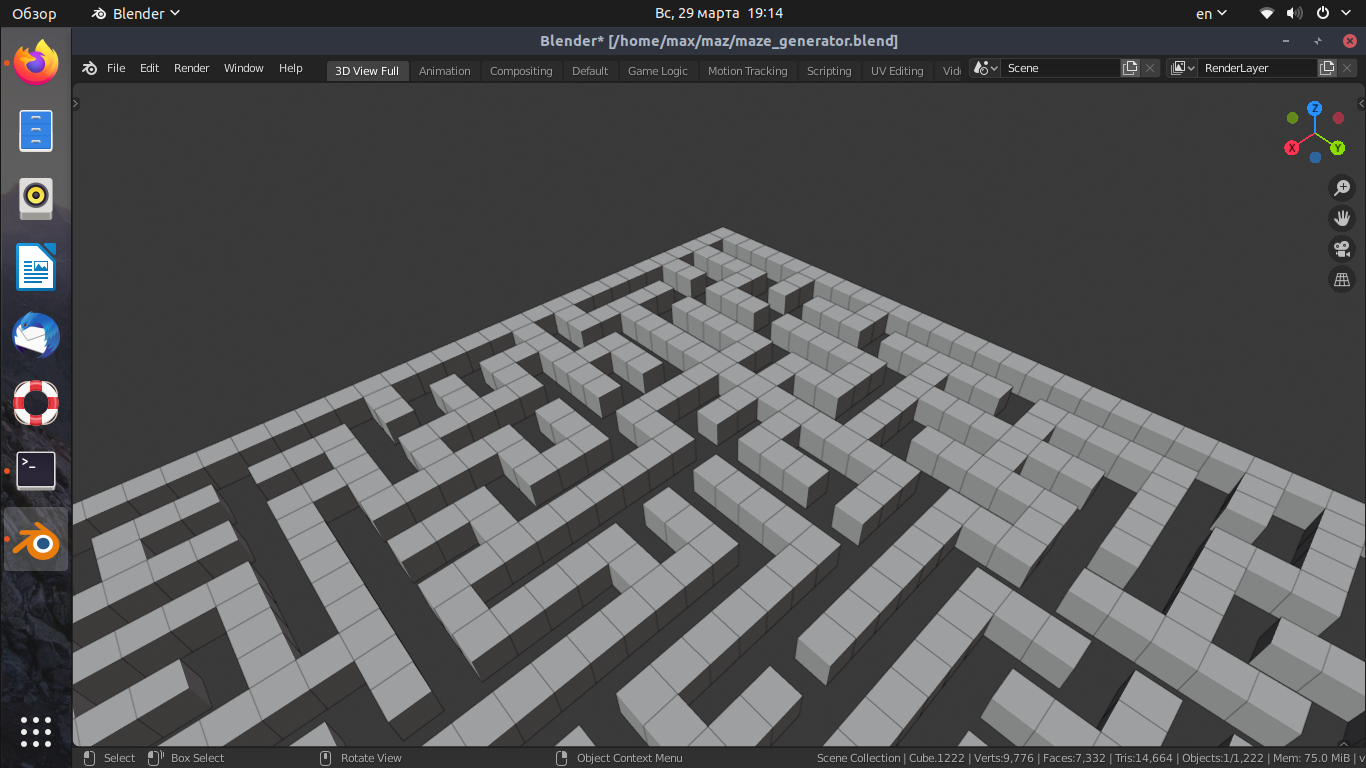 Обзор Blender Вс, 29 марта 19:14 en
Blender* [/home/max/maz/maze_generator.blend]
File Edit Render Window Help 3D View Full Animation Compositing Default Game Logic Motion Tracking Scripting UV Editing Vid Scene RenderLayer
Z
X Y
>_
Select Box Select Rotate View Object Context Menu Scene Collection | Cube.1222 | Verts:9,776 | Faces:7,332 | Tris:14,664 | Objects:1/1,222 | Mem: 75.0 MiB | v